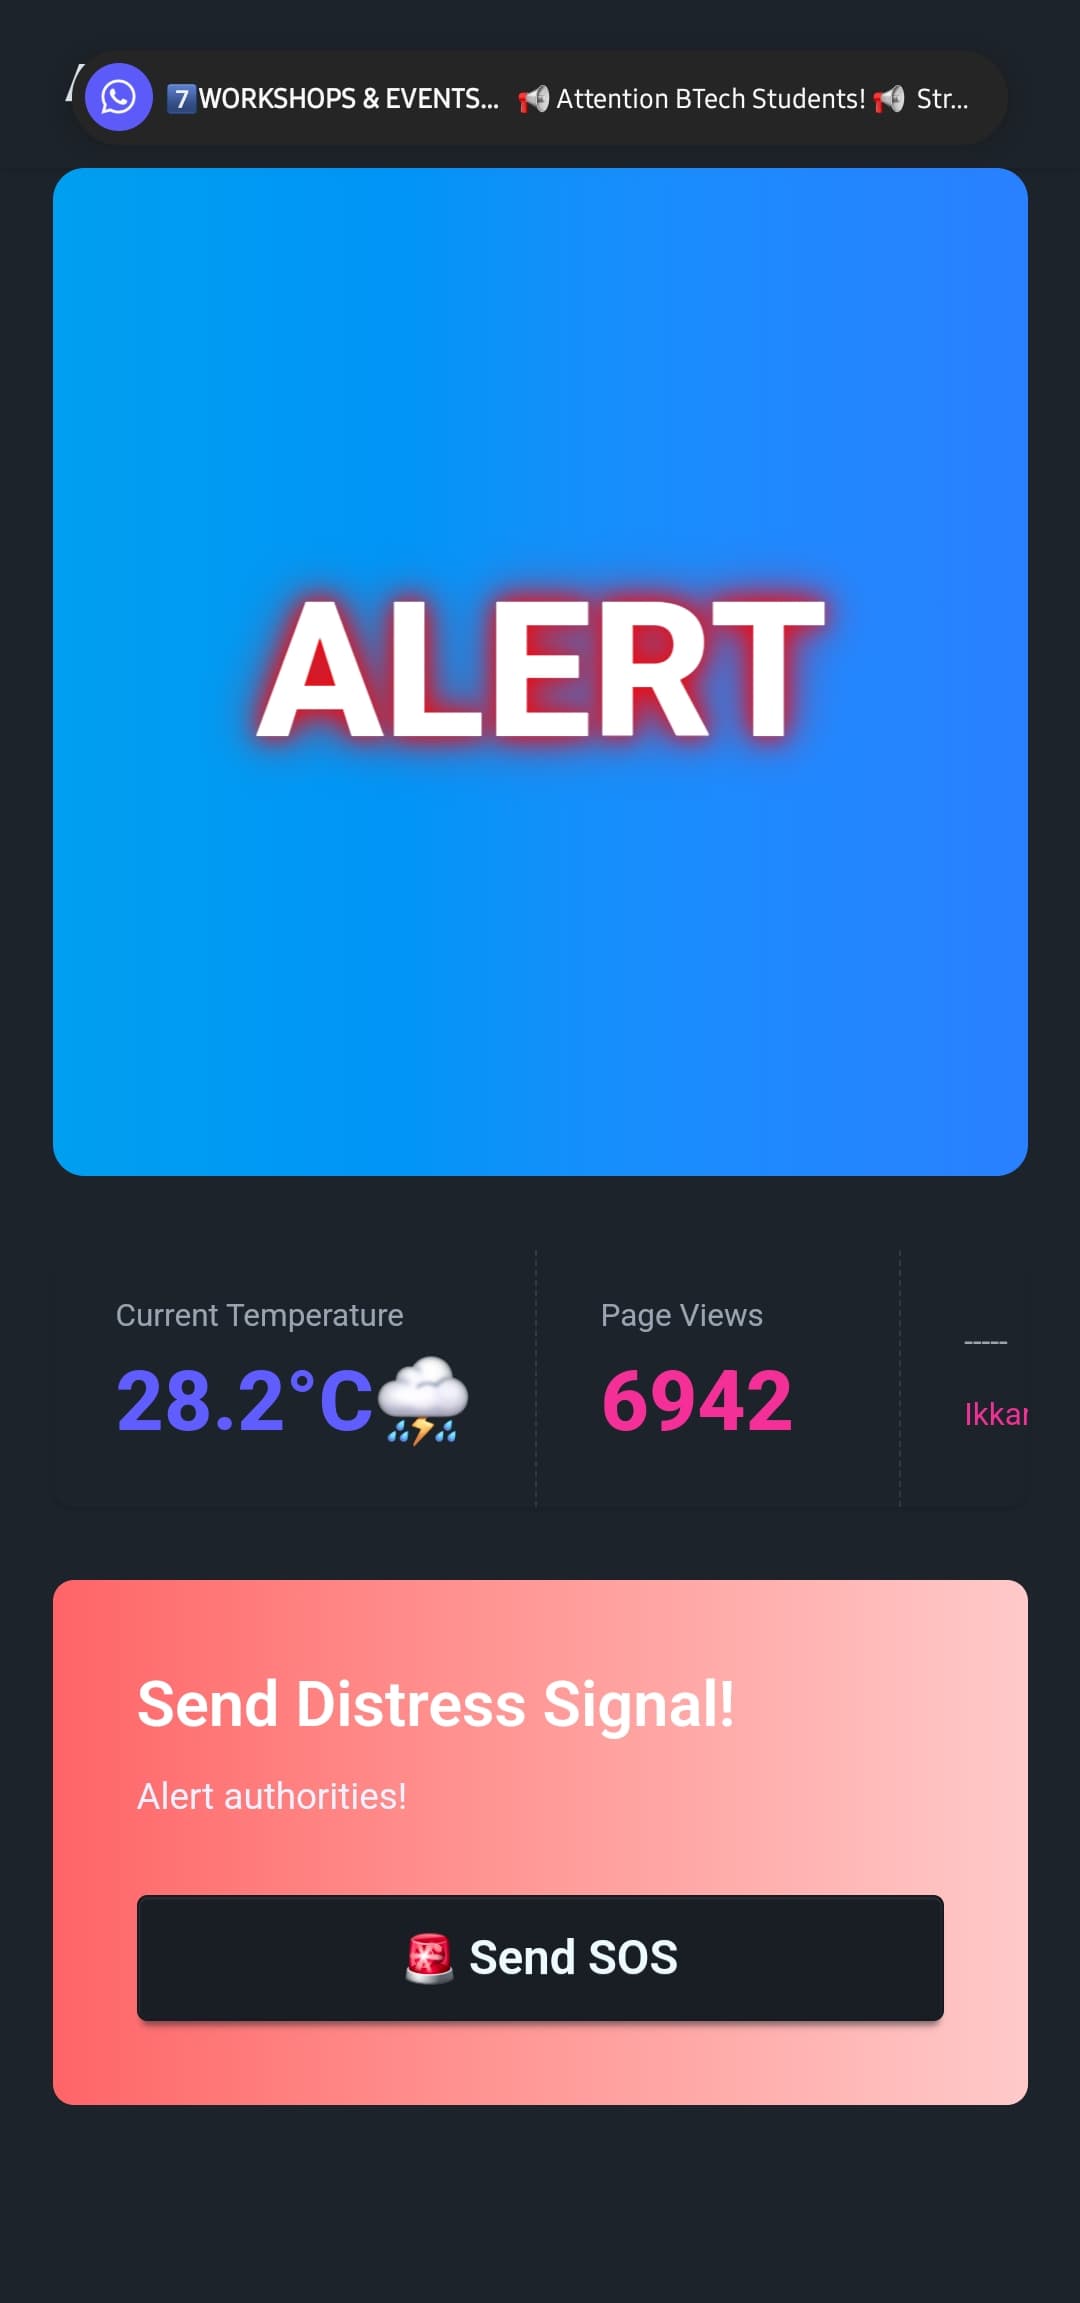 7️⃣WORKSHOPS & EVENTS... 📢 Attention BTech Students! 📢 Str...
ALERT
Current Temperature
28.2°C
Page Views
6942
-----
Ikkar
Send Distress Signal!
Alert authorities!
🚨 Send SOS